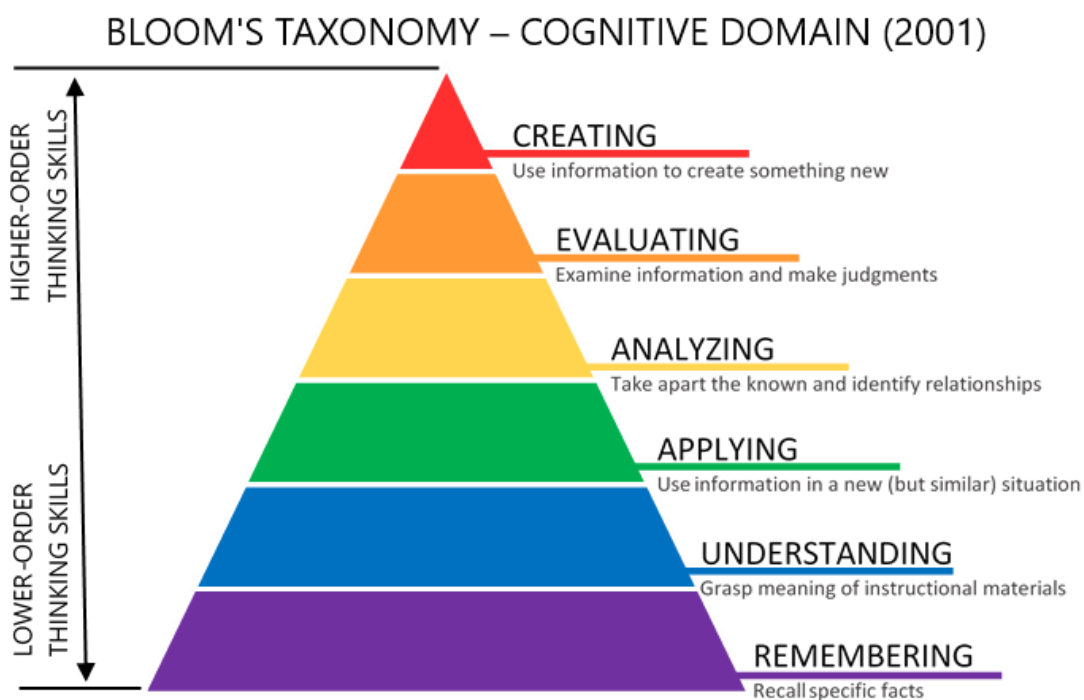 BLOOM'S TAXONOMY – COGNITIVE DOMAIN (2001)
HIGHER-ORDER
THINKING SKILLS
LOWER-ORDER
THINKING SKILLS
CREATING
Use information to create something new
EVALUATING
Examine information and make judgments
ANALYZING
Take apart the known and identify relationships
APPLYING
Use information in a new (but similar) situation
UNDERSTANDING
Grasp meaning of instructional materials
REMEMBERING
Recall specific facts